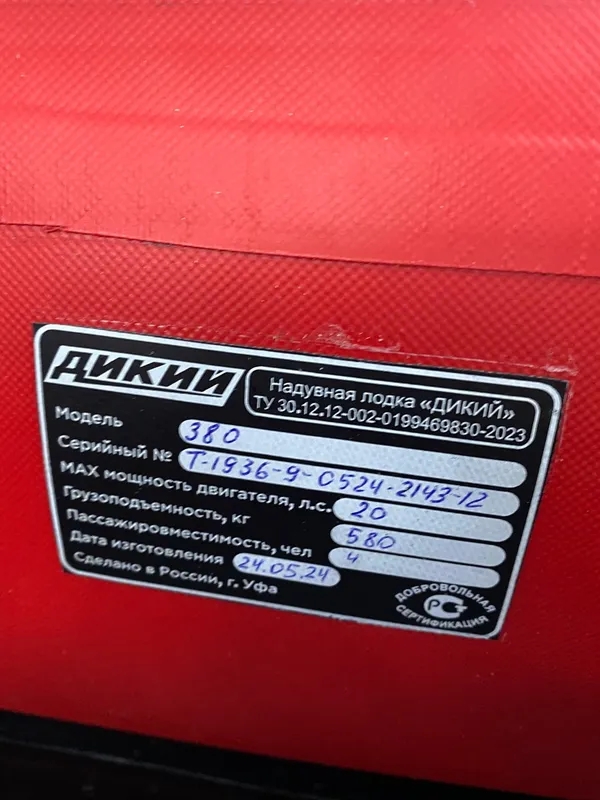 ДИКИЙ
Надувная лодка «ДИКИЙ»
ТУ 30.12.12-002-0199469830-2023
Модель 380
Серийный № T-1936-9-0524-2143-12
MAX мощность двигателя, л.с. 20
Грузоподъемность, кг 580
Пассажировместимость, чел 4
Дата изготовления 24.05.24
Сделано в России, г. Уфа
ДОБРОВОЛЬНАЯ
СЕРТИФИКАЦИЯ